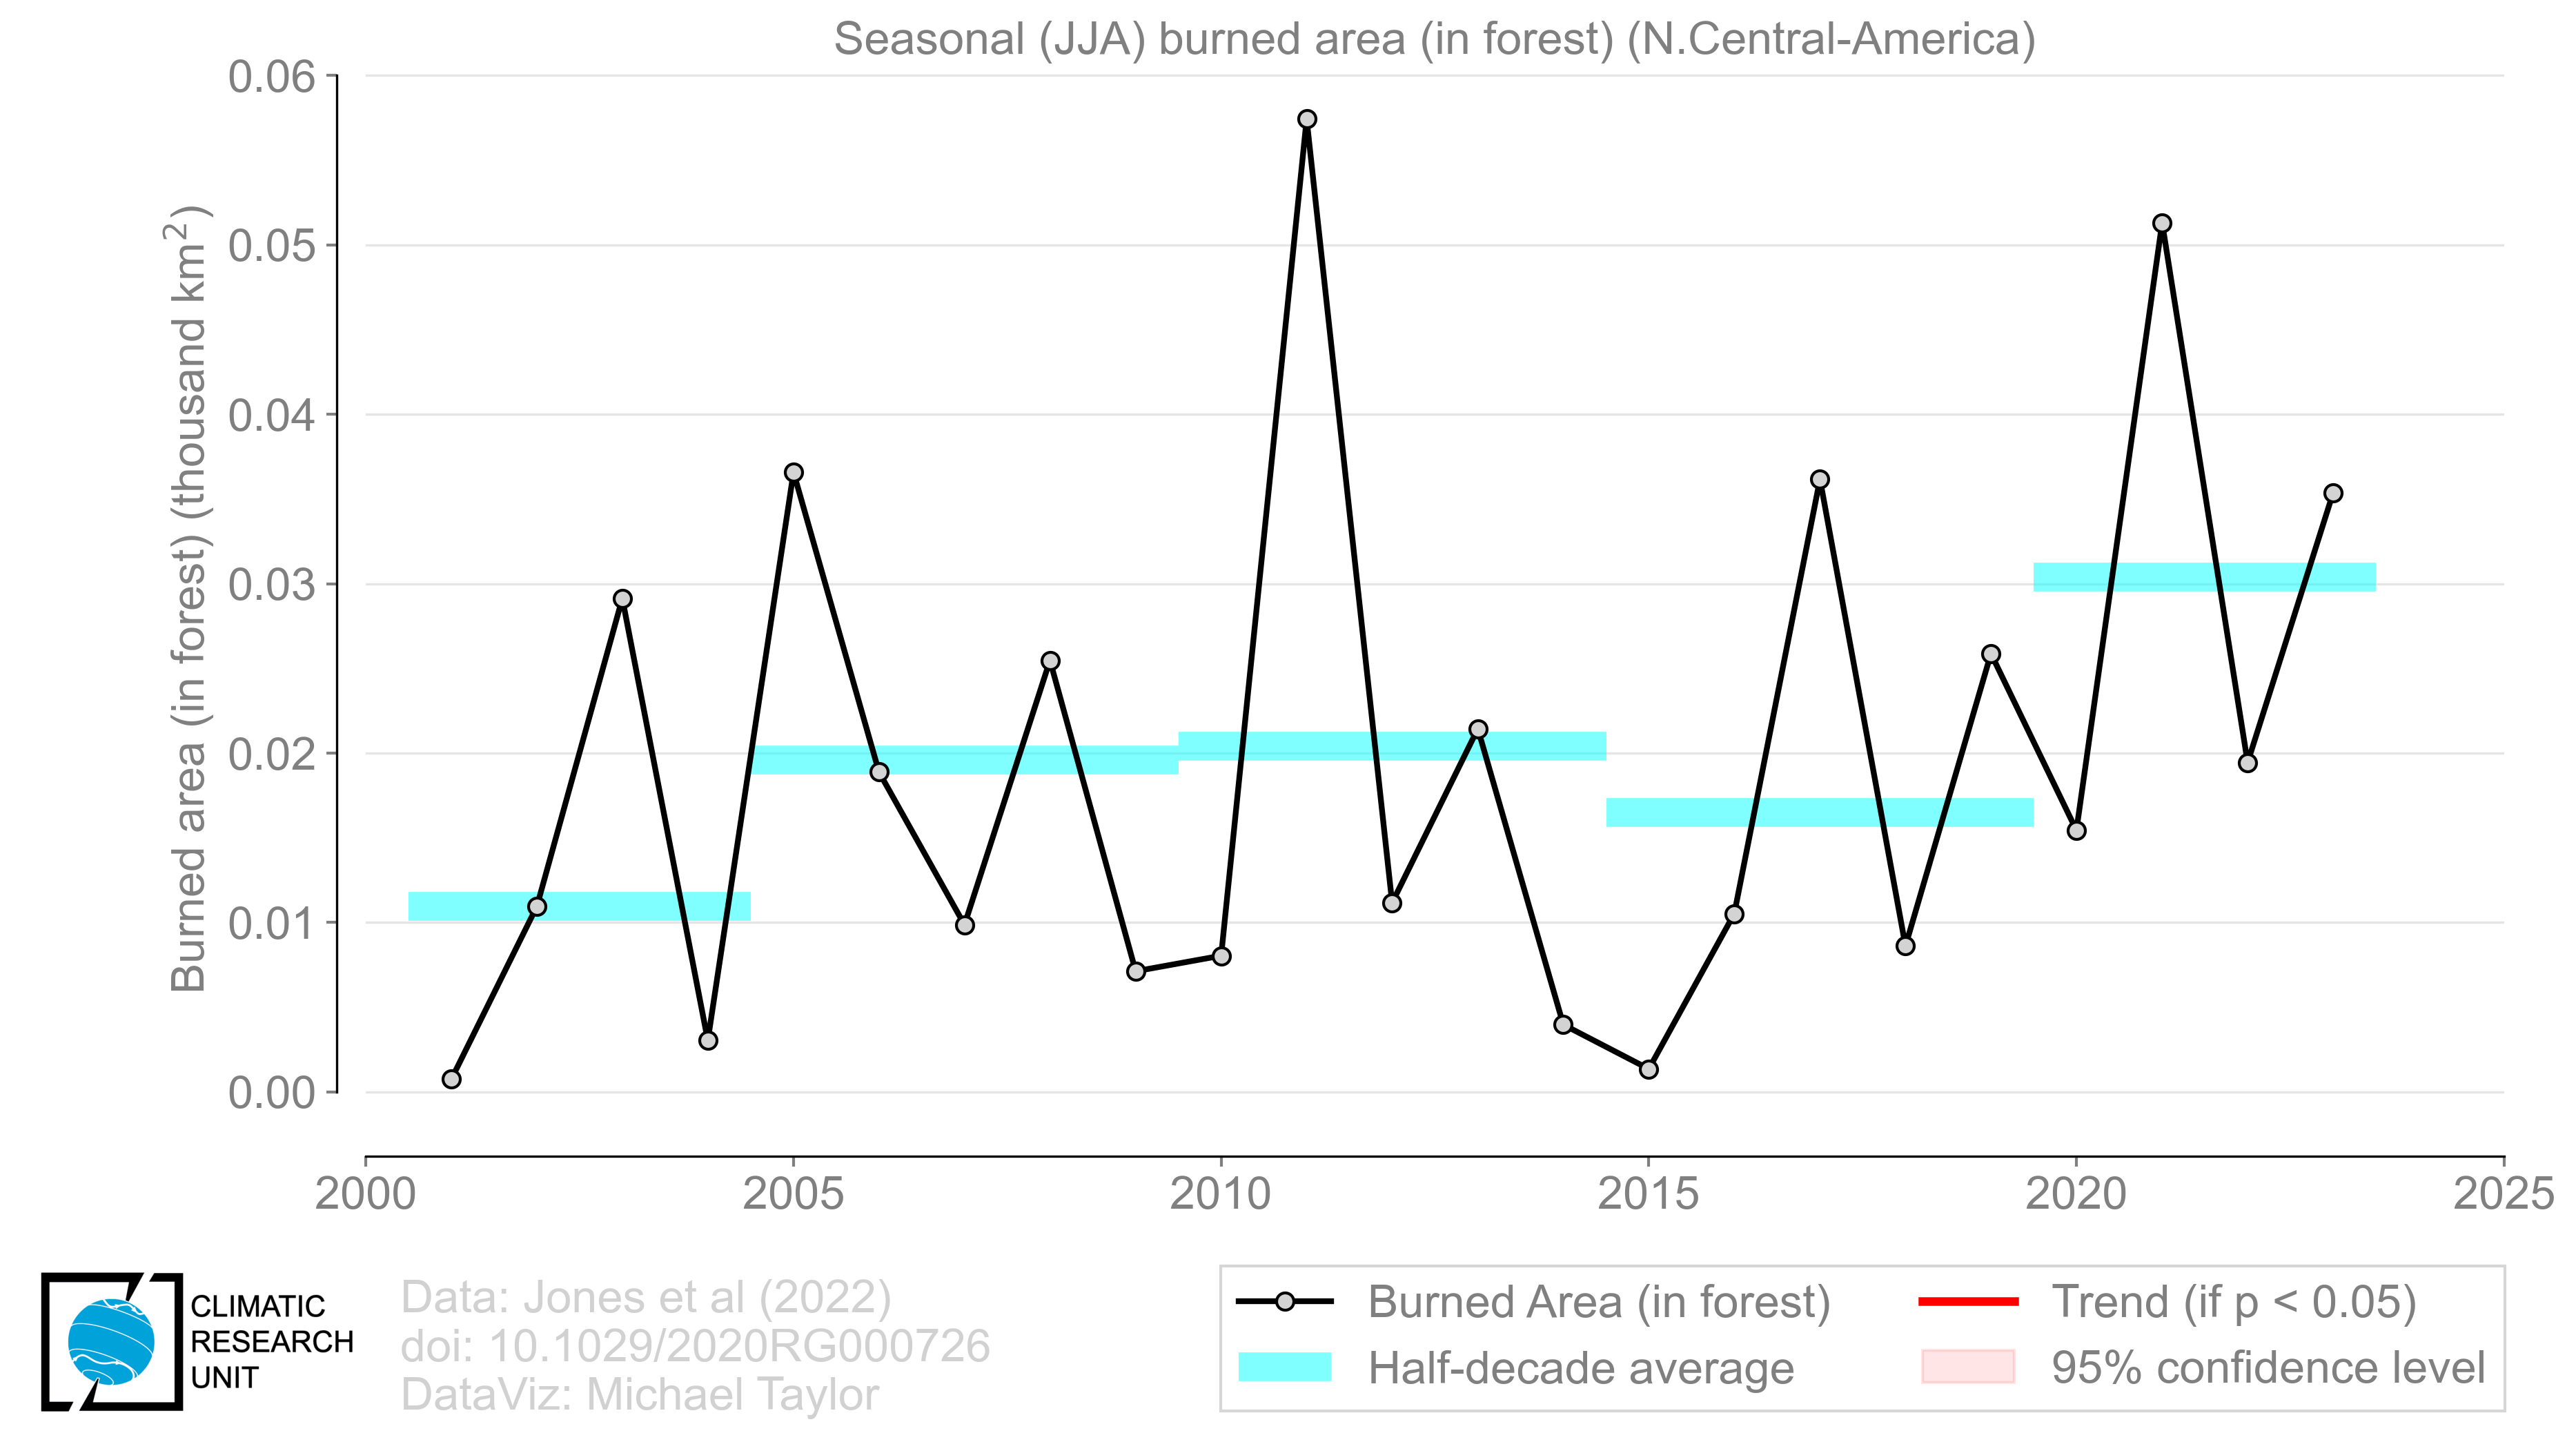 Seasonal (JJA) burned area (in forest) (N.Central-America)
Burned area (in forest) (thousand km²)
0.06
0.05
0.04
0.03
0.02
0.01
0.00
2000 2005 2010 2015 2020 2025
CLIMATIC
RESEARCH
UNIT
Data: Jones et al (2022)
doi: 10.1029/2020RG000726
DataViz: Michael Taylor
Burned Area (in forest)
Half-decade average
Trend (if p < 0.05)
95% confidence level